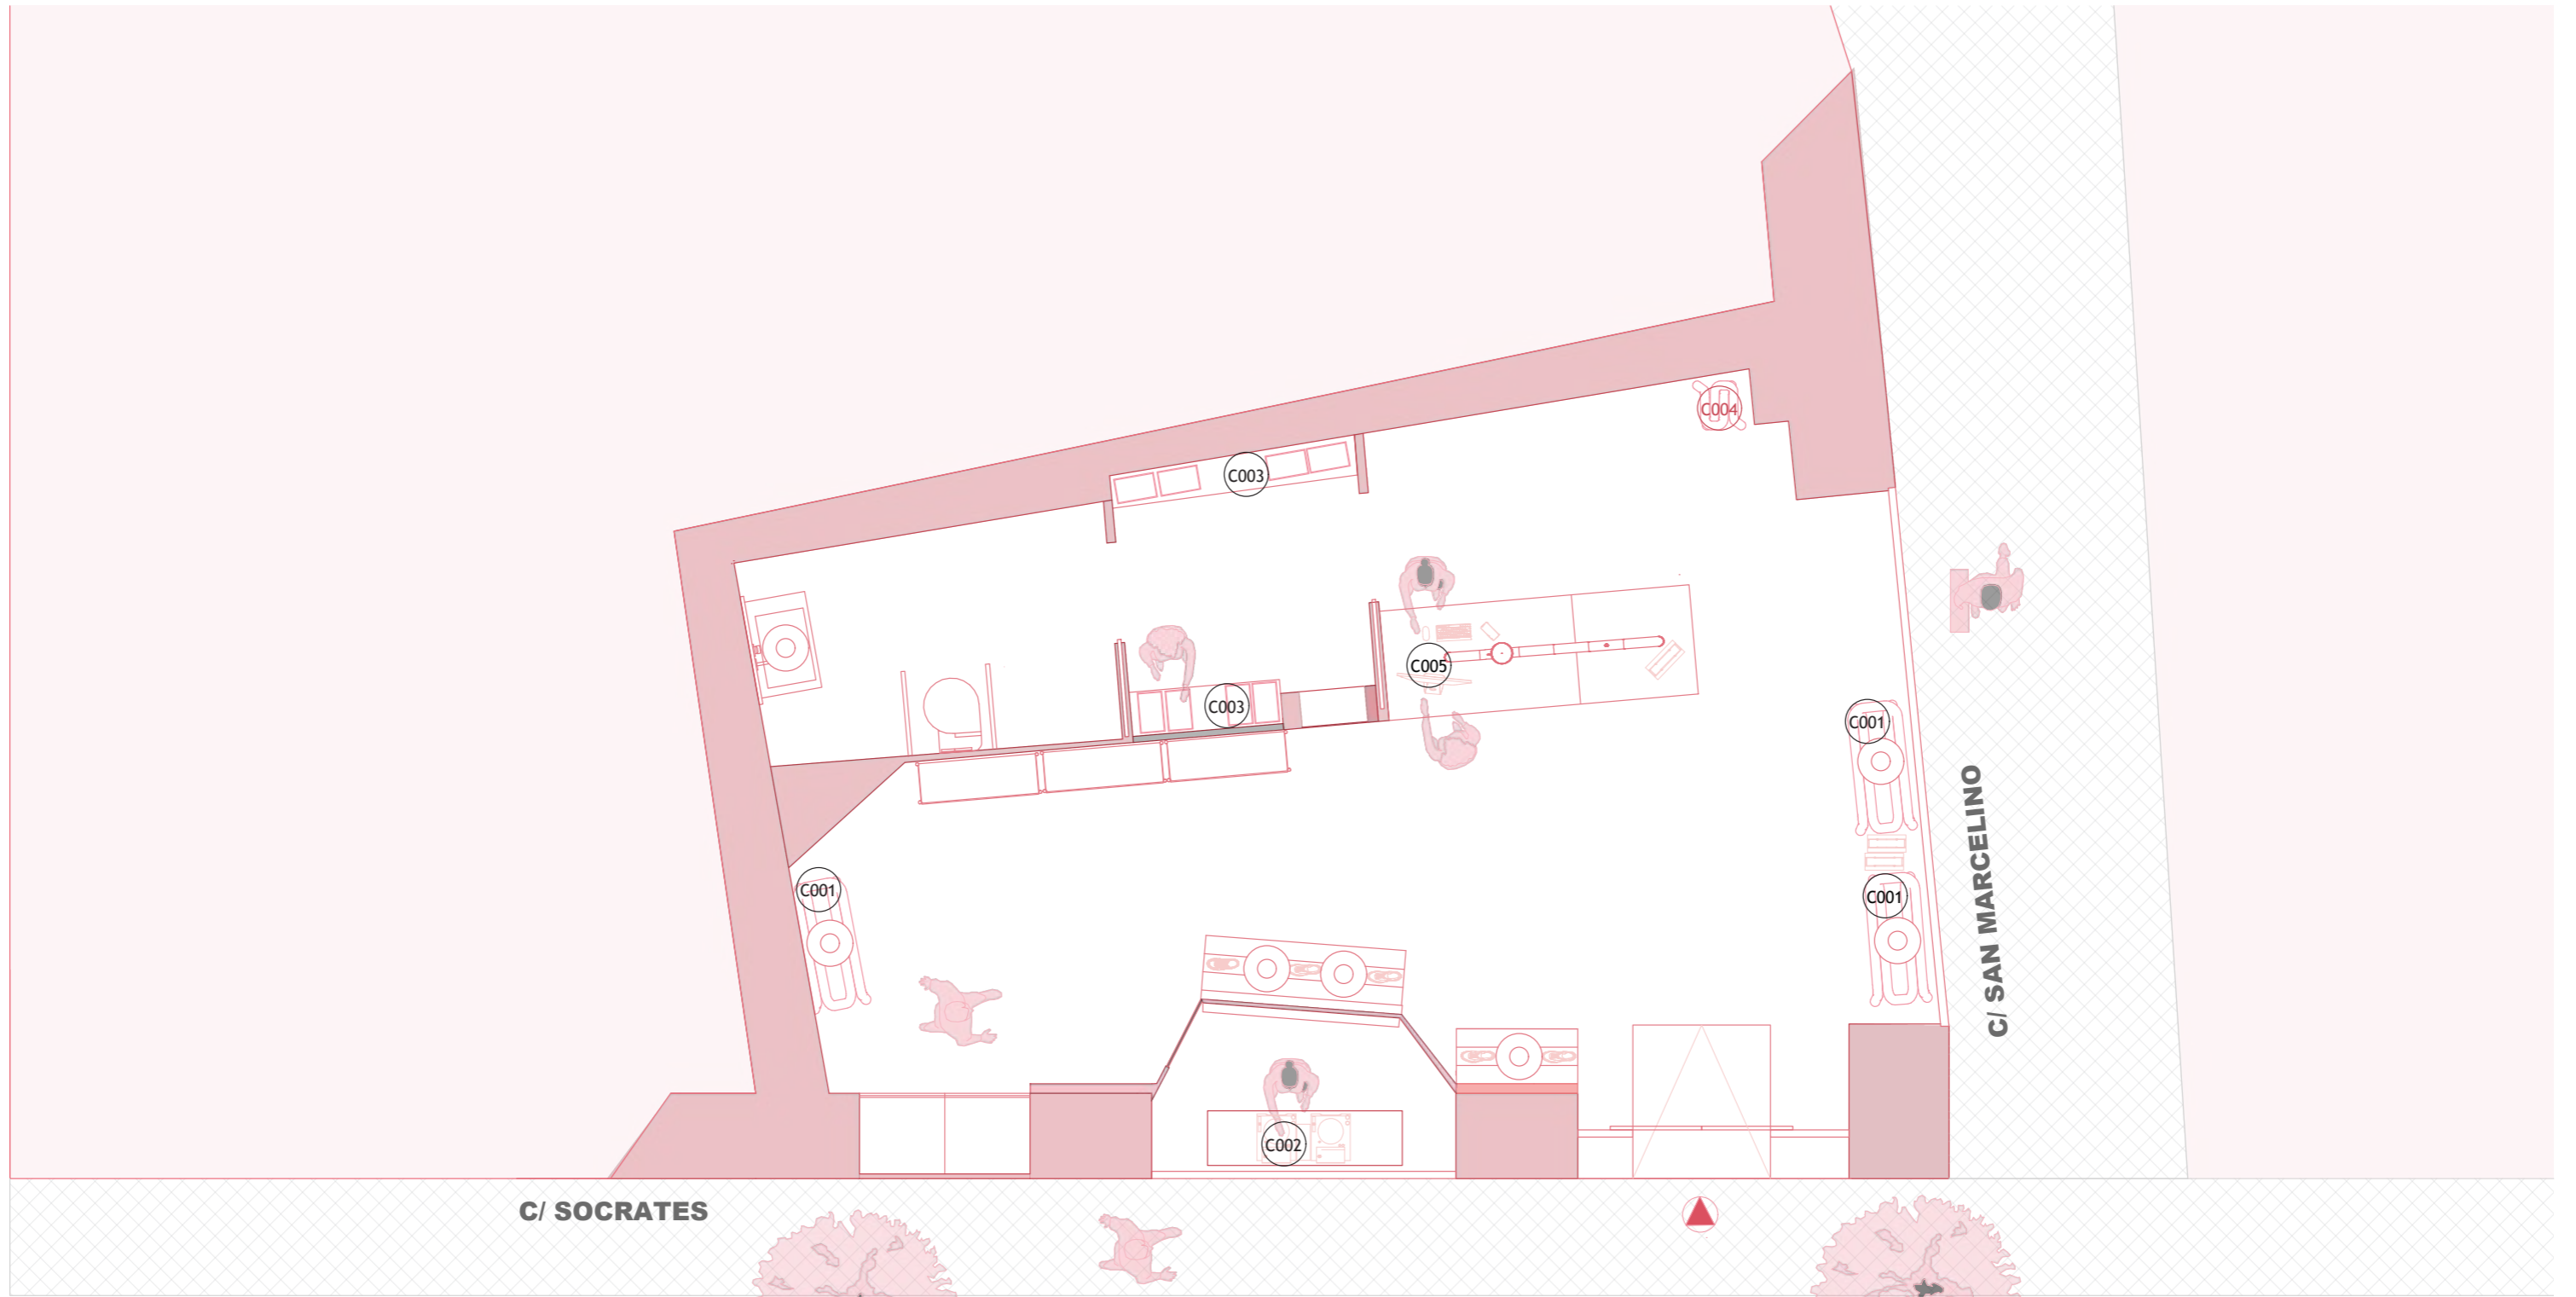 C004
C003
C005
C003
C001
C001
C001
C/ SAN MARCELINO
C002
C/ SOCRATES